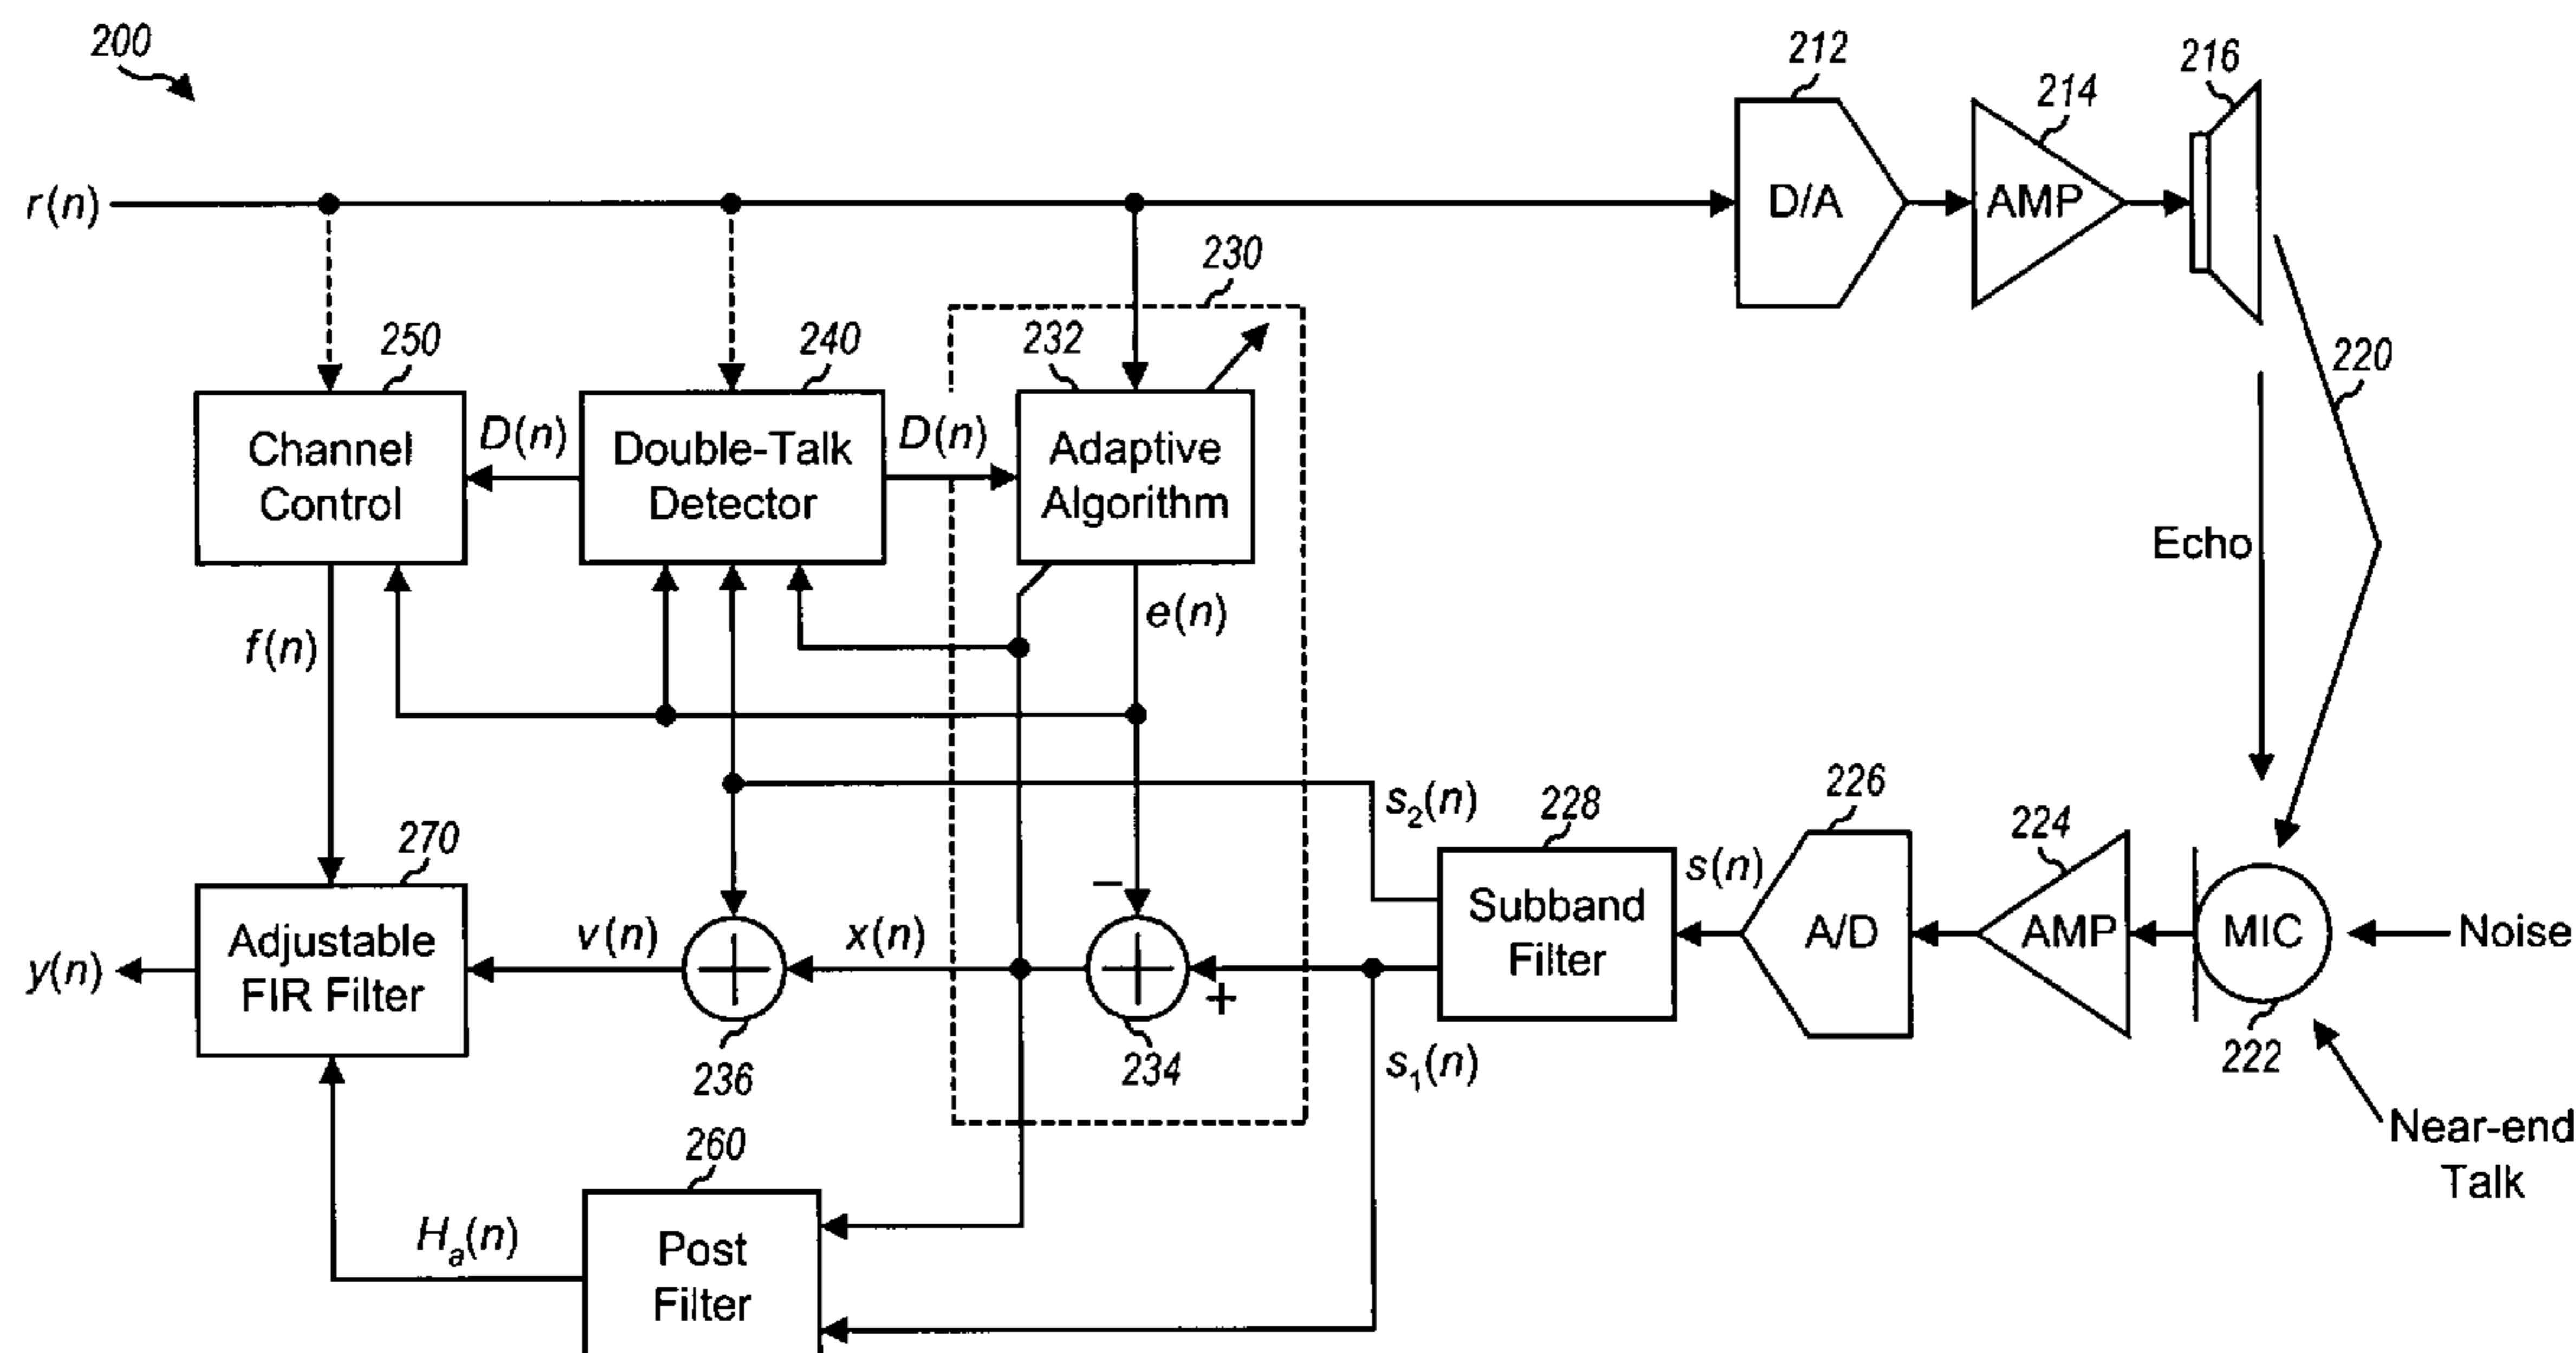 200
212
214
216
r(n)
D/A
AMP
230
250
240
232
220
Channel
Control
D(n)
Double-Talk
Detector
D(n)
Adaptive
Algorithm
Echo
f(n)
e(n)
s2(n)
228
226
224
270
s(n)
Subband
Filter
A/D
AMP
MIC
Noise
Adjustable
FIR Filter
y(n)
v(n)
x(n)
−
+
236
234
s1(n)
222
Near-end
Talk
260
Ha(n)
Post
Filter